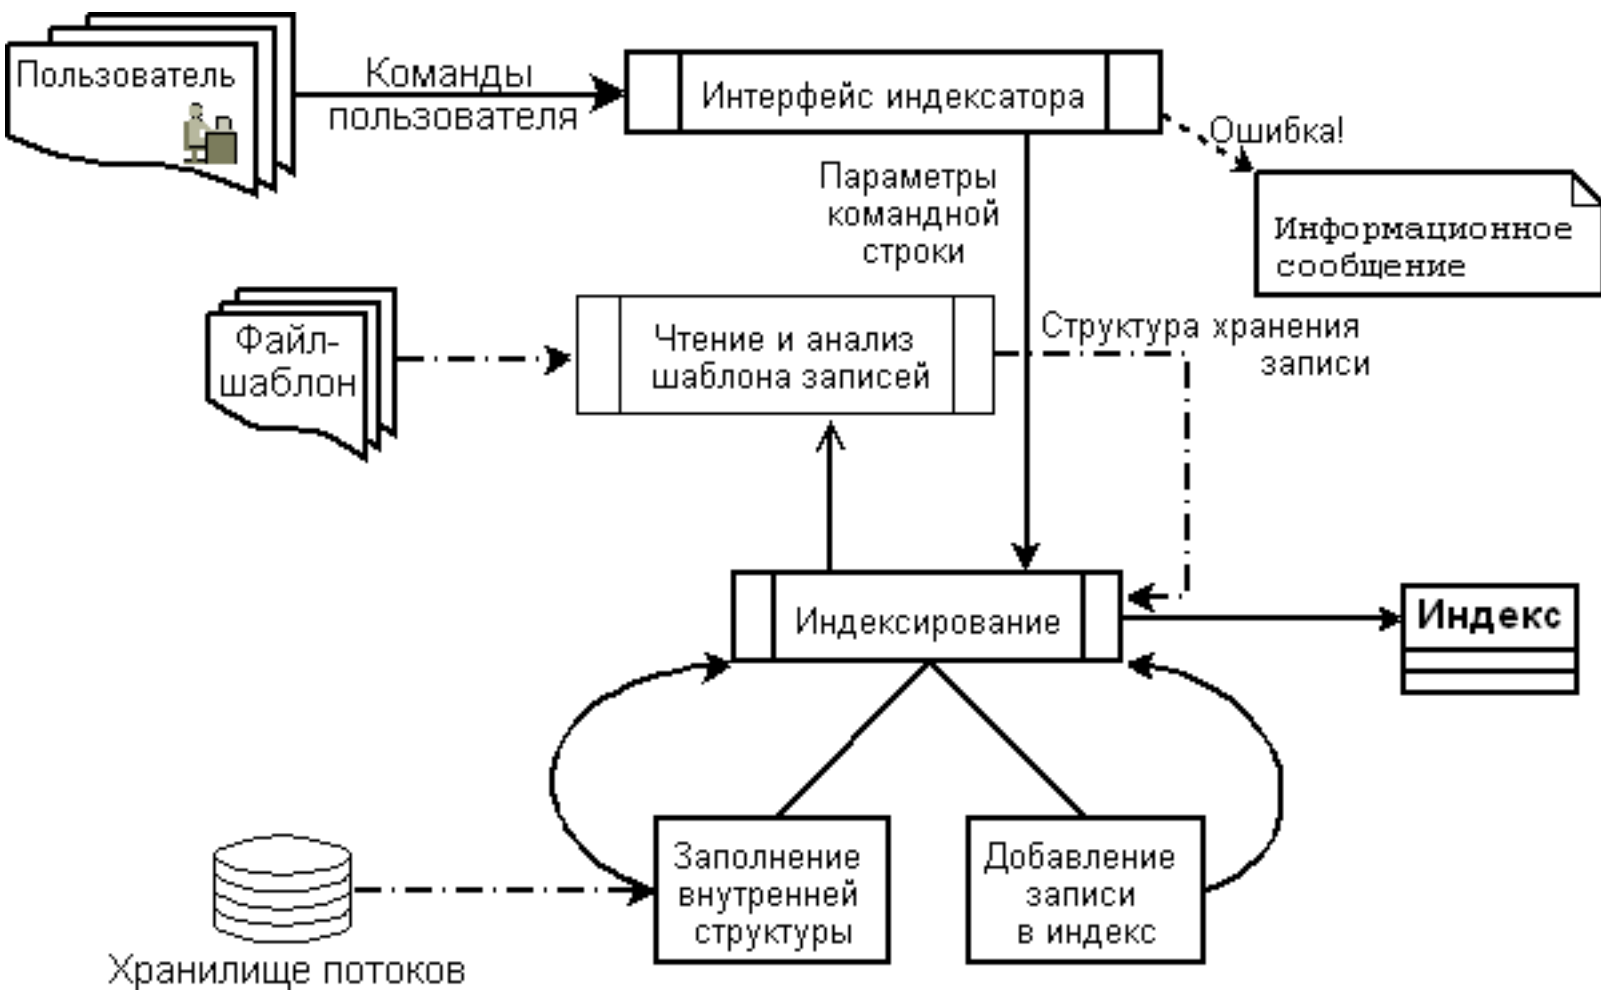 Пользователь
Команды
пользователя
Интерфейс индексатора
Ошибка!
Информационное
сообщение
Параметры
командной
строки
Файл-
шаблон
Чтение и анализ
шаблона записей
Структура хранения
записи
Индексирование
Индекс
Заполнение
внутренней
структуры
Добавление
записи
в индекс
Хранилище потоков